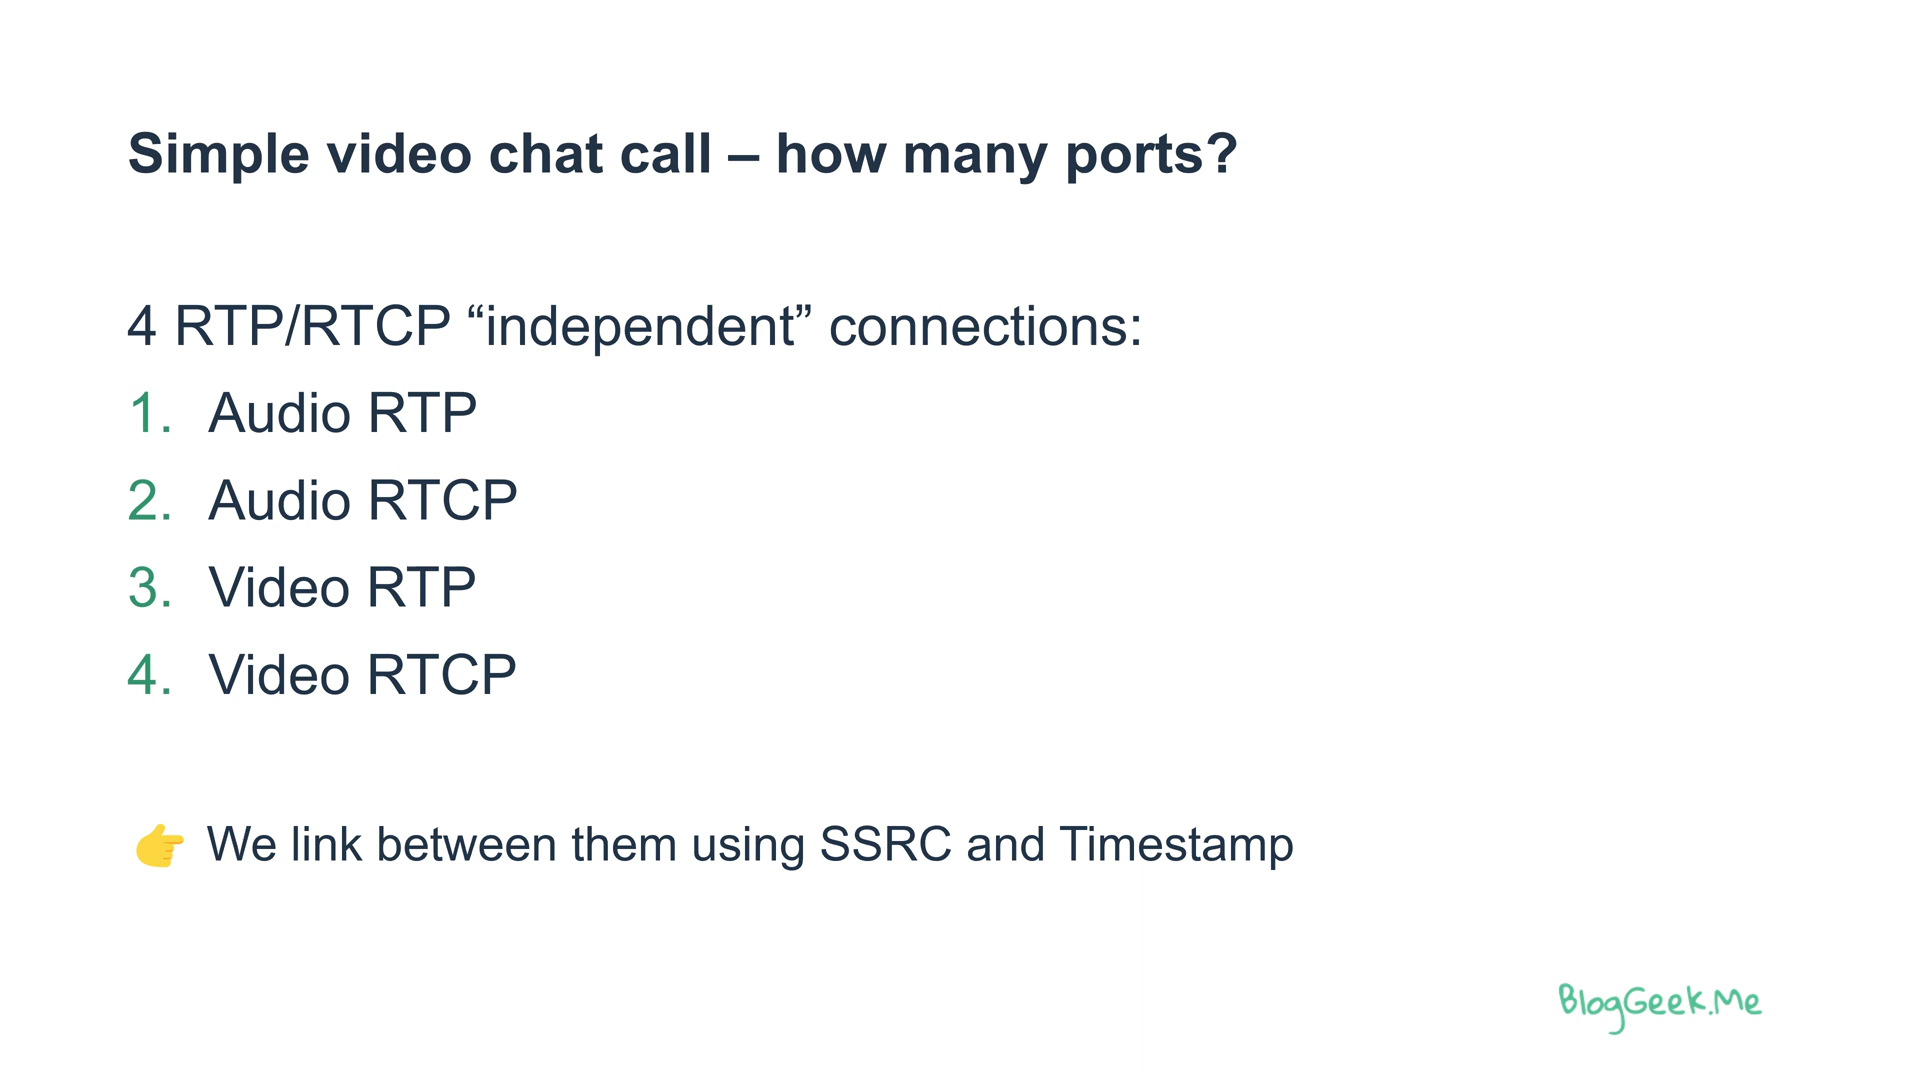 Simple video chat call – how many ports?
4 RTP/RTCP “independent” connections:
1. Audio RTP
2. Audio RTCP
3. Video RTP
4. Video RTCP
👉 We link between them using SSRC and Timestamp
BlogGeek.Me